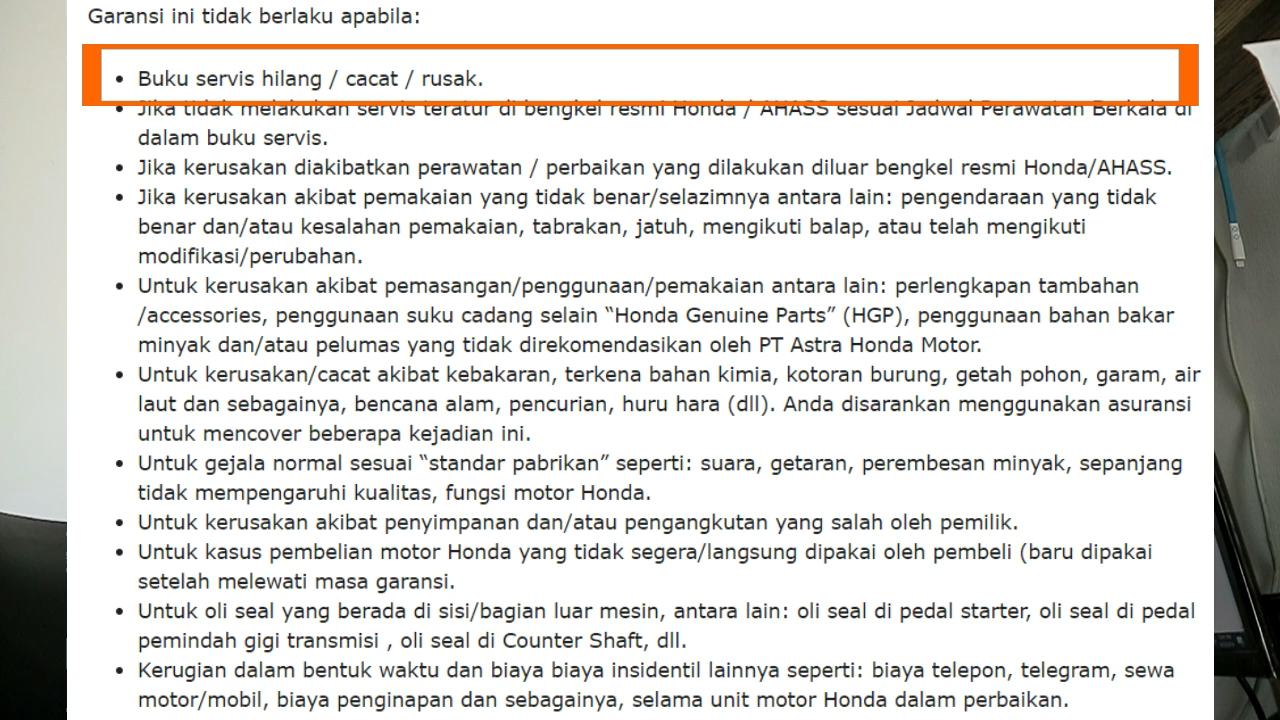 Garansi ini tidak berlaku apabila:
• Buku servis hilang / cacat / rusak.
• Jika tidak melakukan servis teratur di bengkel resmi Honda / AHASS sesuai Jadwal Perawatan Berkala di
dalam buku servis.
• Jika kerusakan diakibatkan perawatan / perbaikan yang dilakukan diluar bengkel resmi Honda/AHASS.
• Jika kerusakan akibat pemakaian yang tidak benar/selazimnya antara lain: pengendaraan yang tidak
benar dan/atau kesalahan pemakaian, tabrakan, jatuh, mengikuti balap, atau telah mengikuti
modifikasi/perubahan.
• Untuk kerusakan akibat pemasangan/penggunaan/pemakaian antara lain: perlengkapan tambahan
/accessories, penggunaan suku cadang selain “Honda Genuine Parts” (HGP), penggunaan bahan bakar
minyak dan/atau pelumas yang tidak direkomendasikan oleh PT Astra Honda Motor.
• Untuk kerusakan/cacat akibat kebakaran, terkena bahan kimia, kotoran burung, getah pohon, garam, air
laut dan sebagainya, bencana alam, pencurian, huru hara (dll). Anda disarankan menggunakan asuransi
untuk mencover beberapa kejadian ini.
• Untuk gejala normal sesuai “standar pabrikan” seperti: suara, getaran, perembesan minyak, sepanjang
tidak mempengaruhi kualitas, fungsi motor Honda.
• Untuk kerusakan akibat penyimpanan dan/atau pengangkutan yang salah oleh pemilik.
• Untuk kasus pembelian motor Honda yang tidak segera/langsung dipakai oleh pembeli (baru dipakai
setelah melewati masa garansi.
• Untuk oli seal yang berada di sisi/bagian luar mesin, antara lain: oli seal di pedal starter, oli seal di pedal
pemindah gigi transmisi , oli seal di Counter Shaft, dll.
• Kerugian dalam bentuk waktu dan biaya biaya insidentil lainnya seperti: biaya telepon, telegram, sewa
motor/mobil, biaya penginapan dan sebagainya, selama unit motor Honda dalam perbaikan.